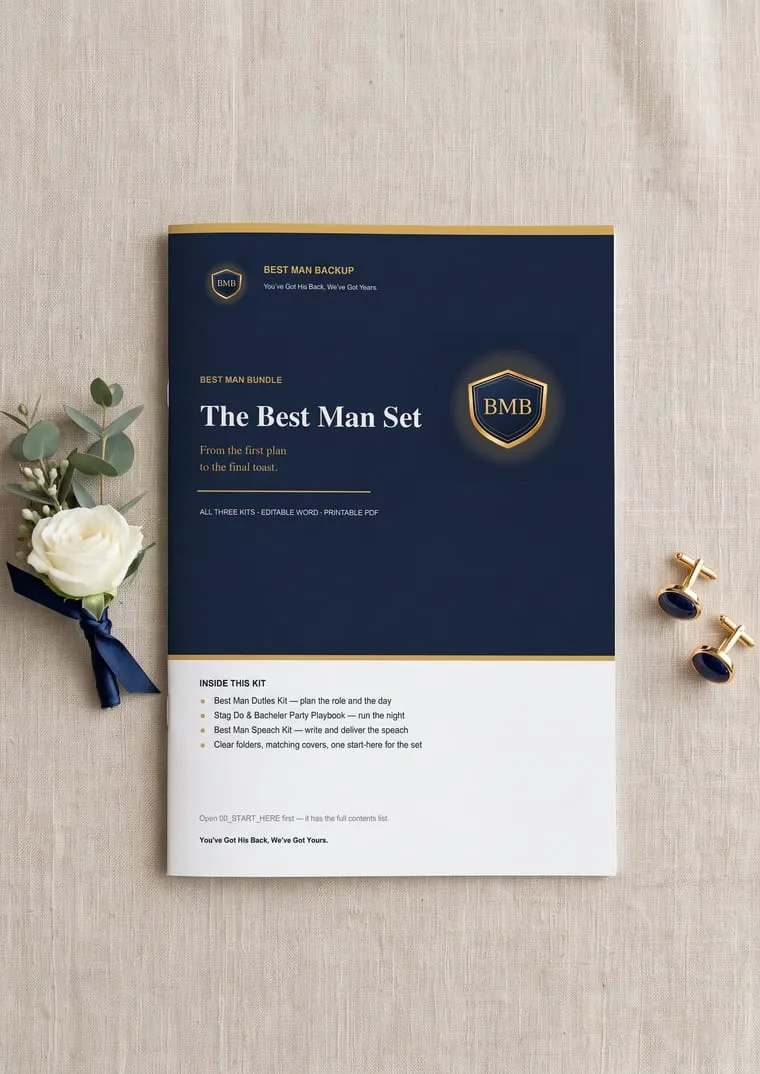 BMB
BEST MAN BACKUP
You've Got His Back, We've Got Years.
BEST MAN BUNDLE
The Best Man Set
BMB
From the first plan
to the final toast.
ALL THREE KITS - EDITABLE WORD - PRINTABLE PDF
INSIDE THIS KIT
Best Man Dutles Kit — plan the role and the day
Stag Do & Bacheler Party Playbook — run the night
Best Man Speach Kit — write and deliver the speach
Clear folders, matching covers, one start-here for the set
Open 00_START_HERE first — it has the full contents list.
You've Got His Back, We've Got Yours.